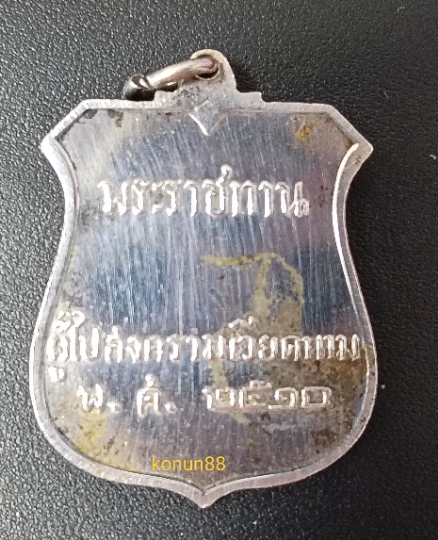 พระราชทาน
ผู้ไปสงครามเวียดนาม
พ.ศ. ๒๕๑๐
konun88